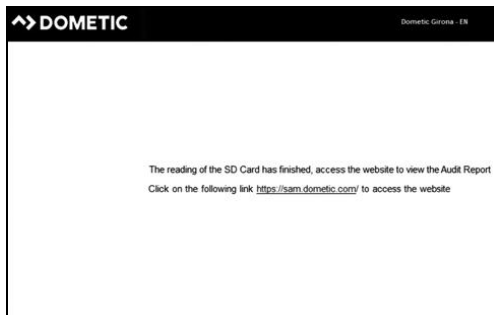 DOMETIC
Dometic Girona - EN
The reading of the SD Card has finished, access the website to view the Audit Report
Click on the following link https://sam.dometic.com/ to access the website